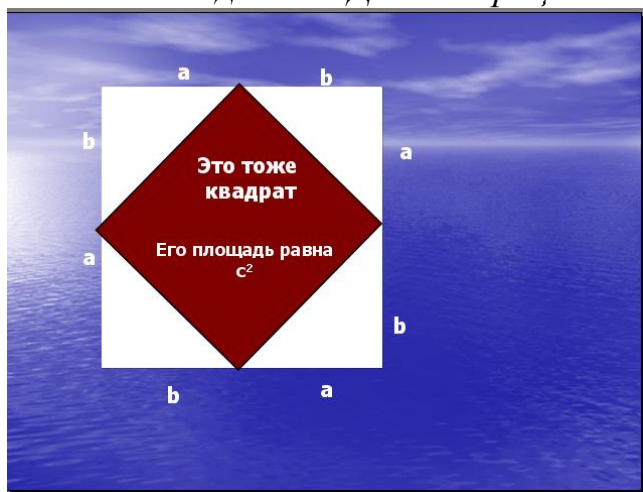 a b
b a
Это тоже
квадрат
Его площадь равна
c²
a b
b a